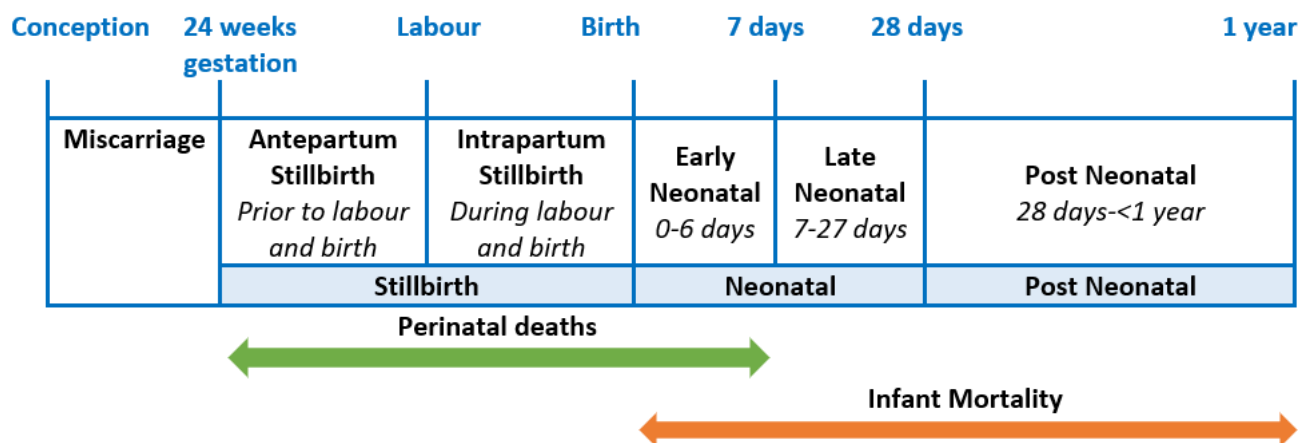 Conception 24 weeks gestation Labour Birth 7 days 28 days 1 year
Miscarriage
Antepartum
Stillbirth
Prior to labour
and birth
Intrapartum
Stillbirth
During labour
and birth
Early
Neonatal
0-6 days
Late
Neonatal
7-27 days
Post Neonatal
28 days-<1 year
Stillbirth Neonatal Post Neonatal
Perinatal deaths
Infant Mortality